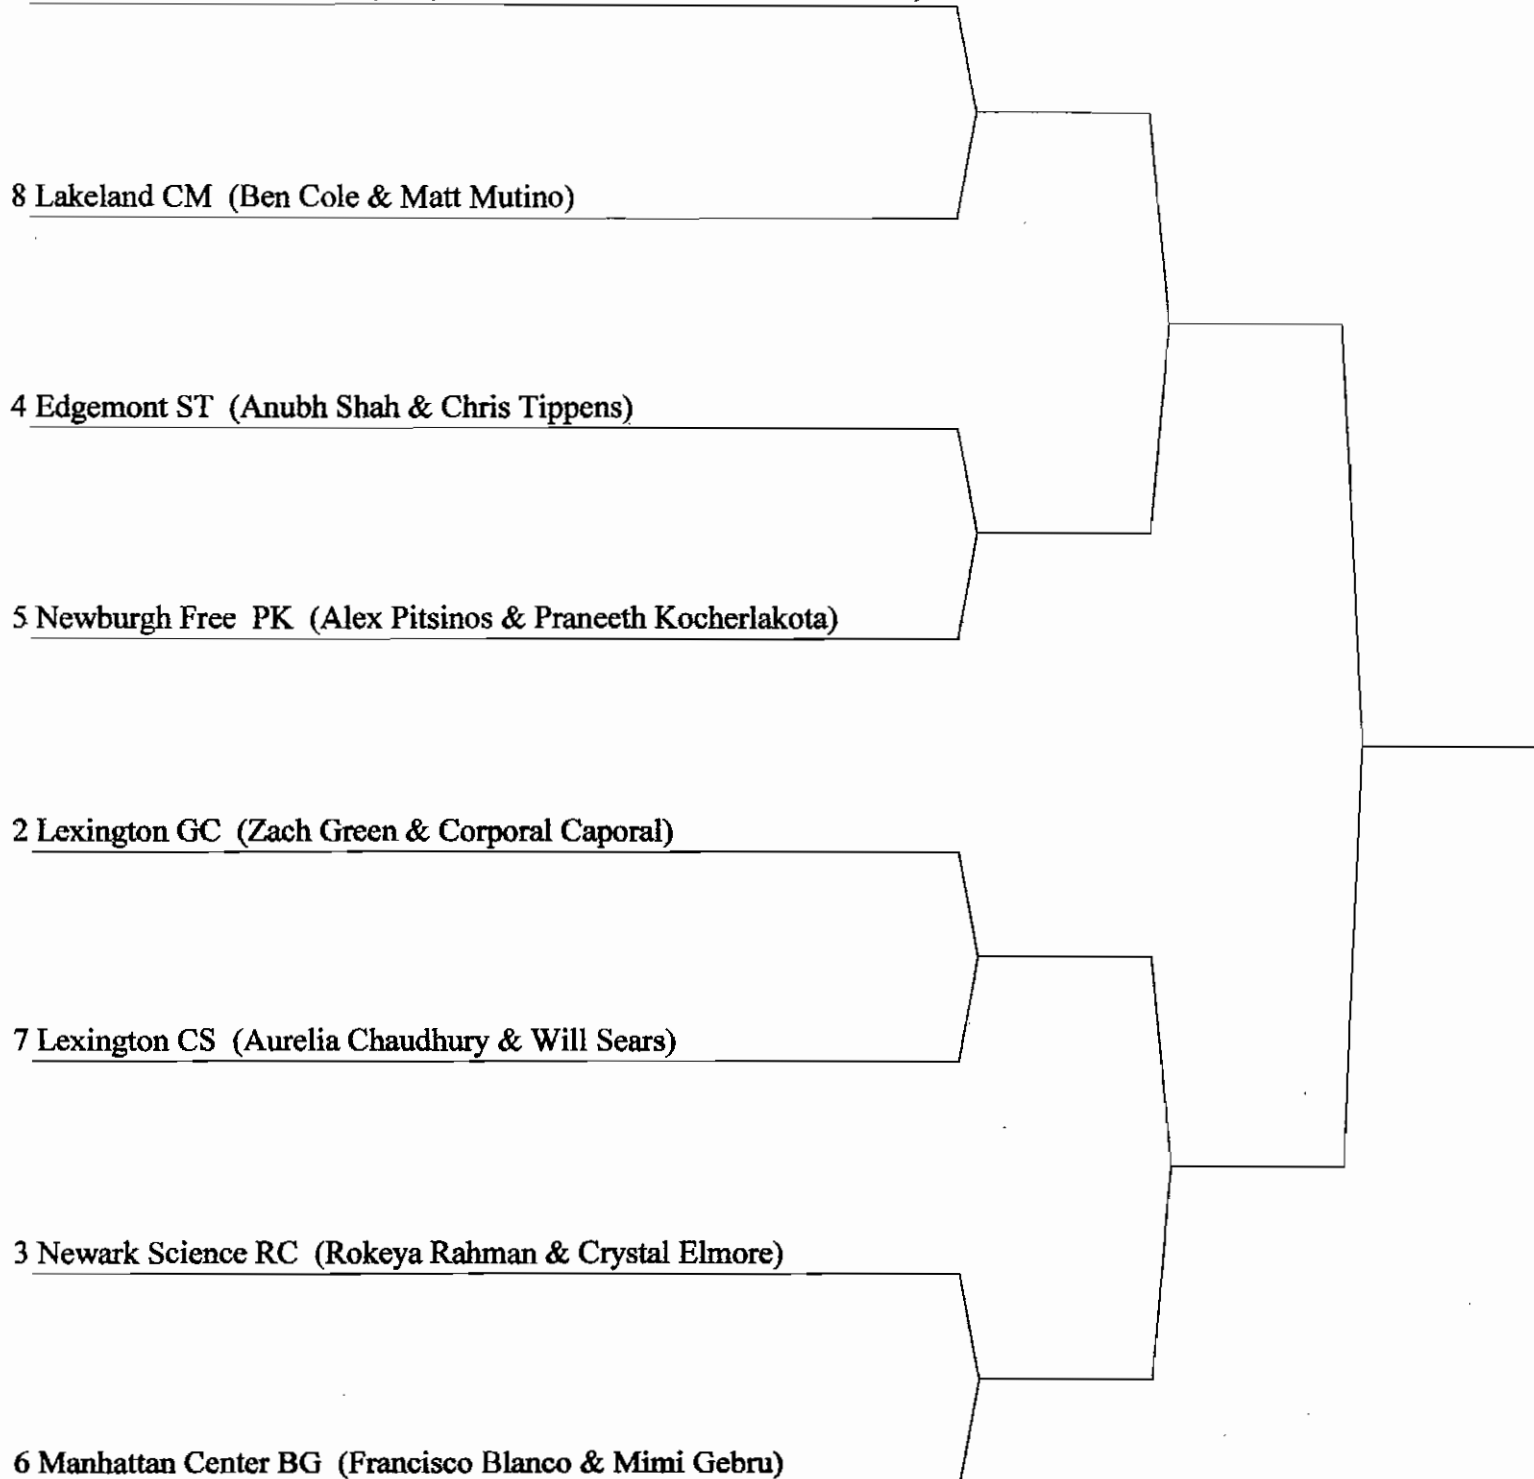 8 Lakeland CM (Ben Cole & Matt Mutino)
4 Edgemont ST (Anubh Shah & Chris Tippens)
5 Newburgh Free PK (Alex Pitsinos & Praneeth Kocherlakota)
2 Lexington GC (Zach Green & Corporal Caporal)
7 Lexington CS (Aurelia Chaudhury & Will Sears)
3 Newark Science RC (Rokeya Rahman & Crystal Elmore)
6 Manhattan Center BG (Francisco Blanco & Mimi Gebru)